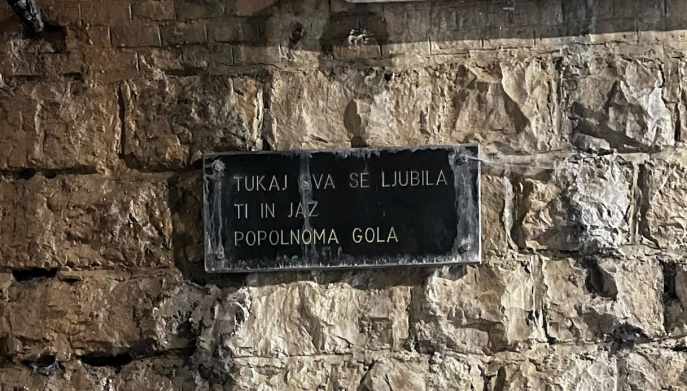 TUKAJ SVA SE LJUBILA
TI IN JAZ
POPOLNOMA GOLA